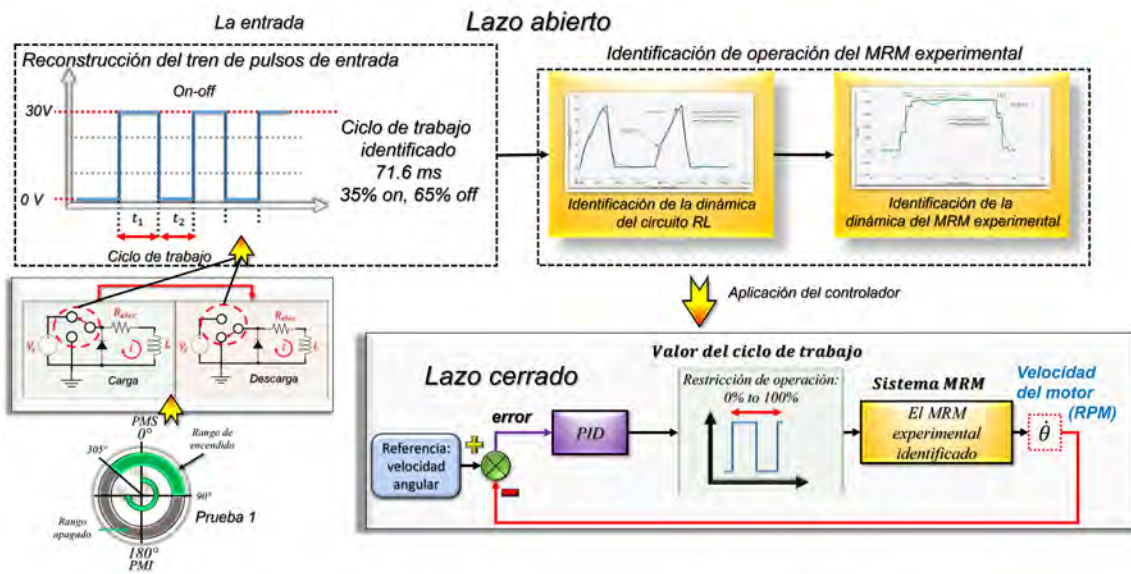 La entrada
Lazo abierto
Reconstrucción del tren de pulsos de entrada
On-off
30V
0 V
t1
t2
Ciclo de trabajo
Ciclo de trabajo
identificado
71.6 ms
35% on, 65% off
Identificación de operación del MRM experimental
Identificación de la dinámica
del circuito RL
Identificación de la
dinámica del MRM experimental
Aplicación del controlador
Relec
L
i
Carga
Relec
L
i
Descarga
PMS
0°
305°
Rango de
encendido
90°
Prueba 1
Rango
apagado
180°
PMI
Lazo cerrado
Valor del ciclo de trabajo
Restricción de operación:
0% to 100%
Sistema MRM
Velocidad
del motor
(RPM)
error
PID
Referencia:
velocidad
angular
El MRM
experimental
identificado
θ̇